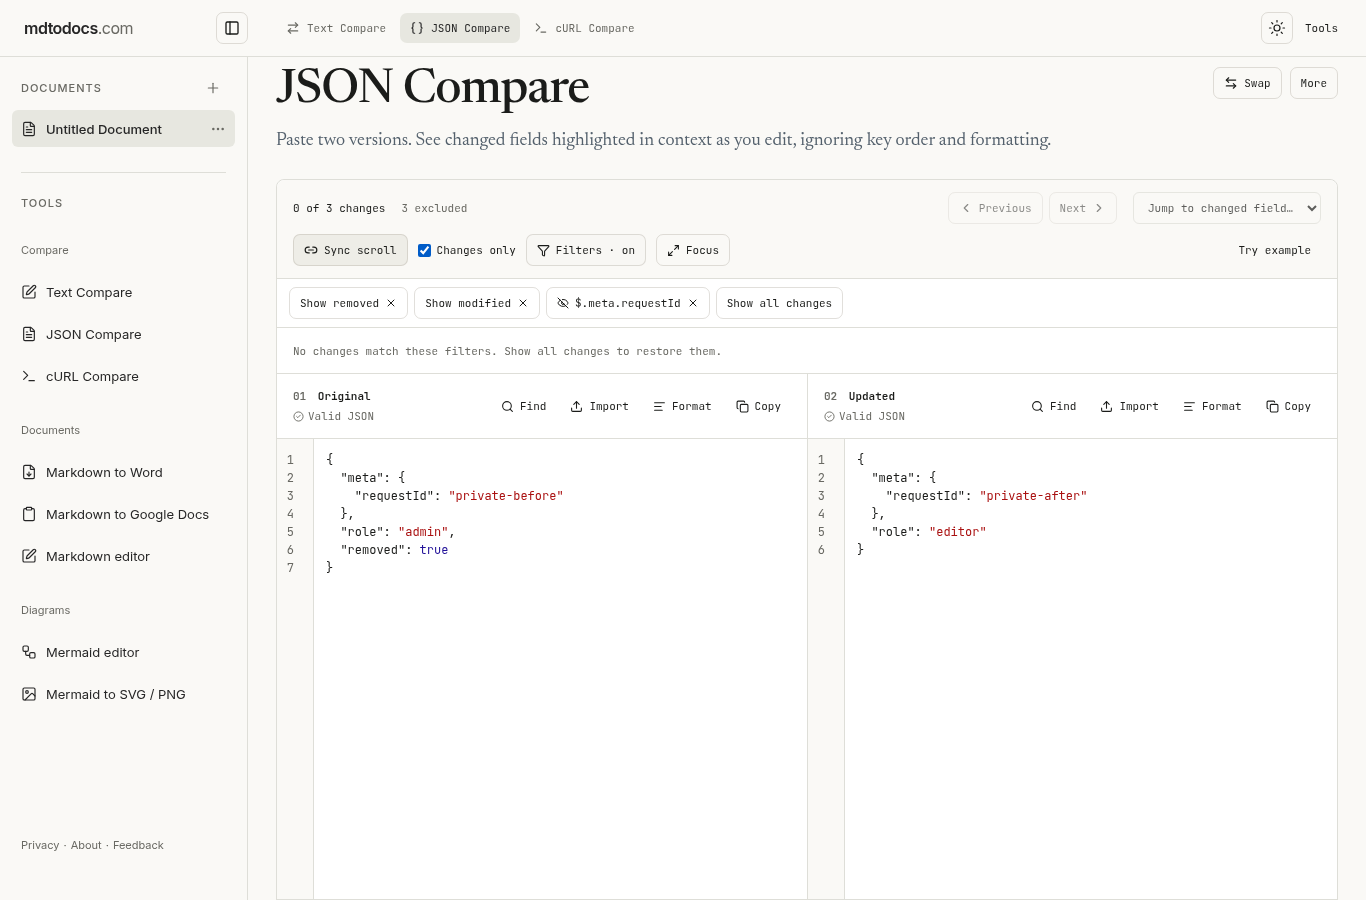 mdtodocs.com
Text Compare
{} JSON Compare
cURL Compare
Tools
DOCUMENTS
Untitled Document
TOOLS
Compare
Text Compare
JSON Compare
cURL Compare
Documents
Markdown to Word
Markdown to Google Docs
Markdown editor
Diagrams
Mermaid editor
Mermaid to SVG / PNG
Privacy · About · Feedback
JSON Compare
Swap
More
Paste two versions. See changed fields highlighted in context as you edit, ignoring key order and formatting.
0 of 3 changes 3 excluded
Previous
Next
Jump to changed field…
Sync scroll
Changes only
Filters · on
Focus
Try example
Show removed
Show modified
$.meta.requestId
Show all changes
No changes match these filters. Show all changes to restore them.
01 Original
Valid JSON
Find
Import
Format
Copy
1 {
2 "meta": {
3 "requestId": "private-before"
4 },
5 "role": "admin",
6 "removed": true
7 }
02 Updated
Valid JSON
Find
Import
Format
Copy
1 {
2 "meta": {
3 "requestId": "private-after"
4 },
5 "role": "editor"
6 }